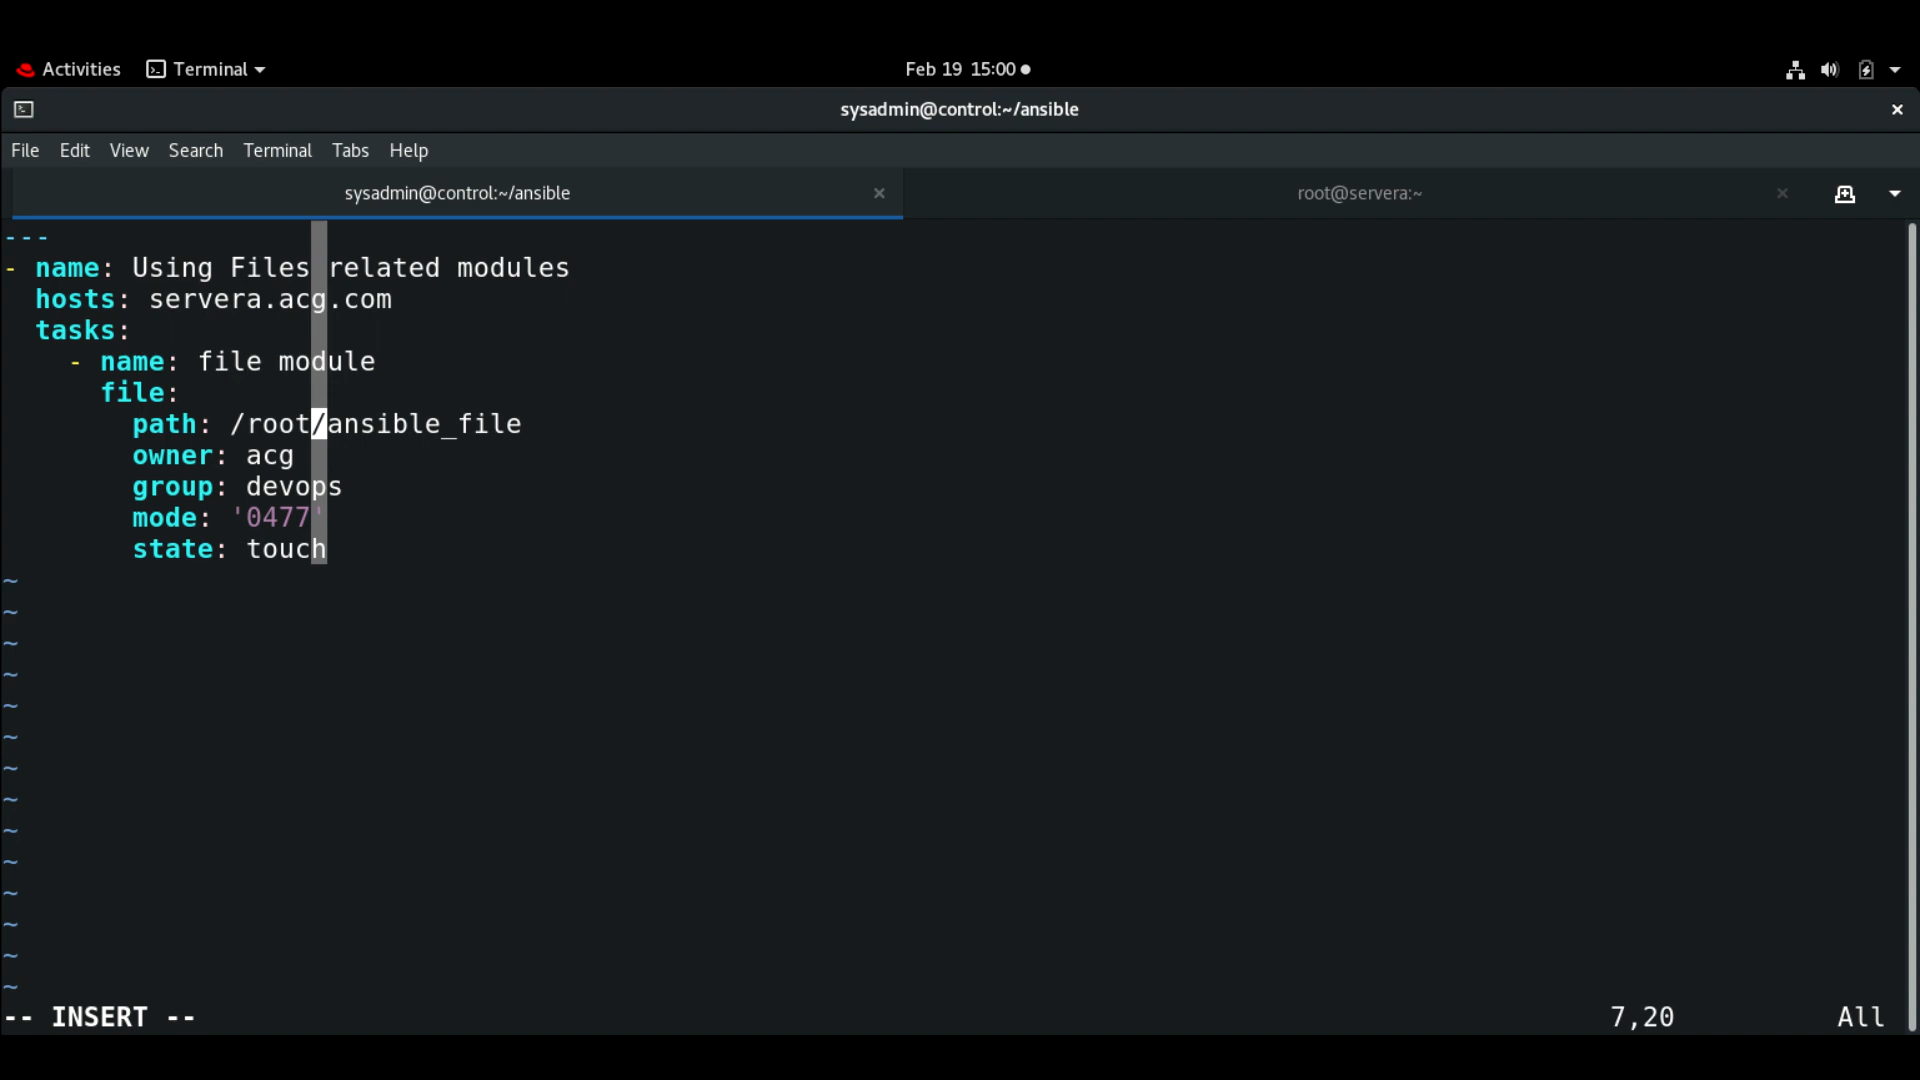 Activities Terminal Feb 19 15:00
sysadmin@control:~/ansible
File Edit View Search Terminal Tabs Help
sysadmin@control:~/ansible root@servera:~
---
- name: Using Files related modules
  hosts: servera.acg.com
  tasks:
    - name: file module
      file:
        path: /root/ansible_file
        owner: acg
        group: devops
        mode: '0477'
        state: touch
~
~
~
~
~
~
~
~
~
~
~
~
~
~
-- INSERT -- 7,20 All